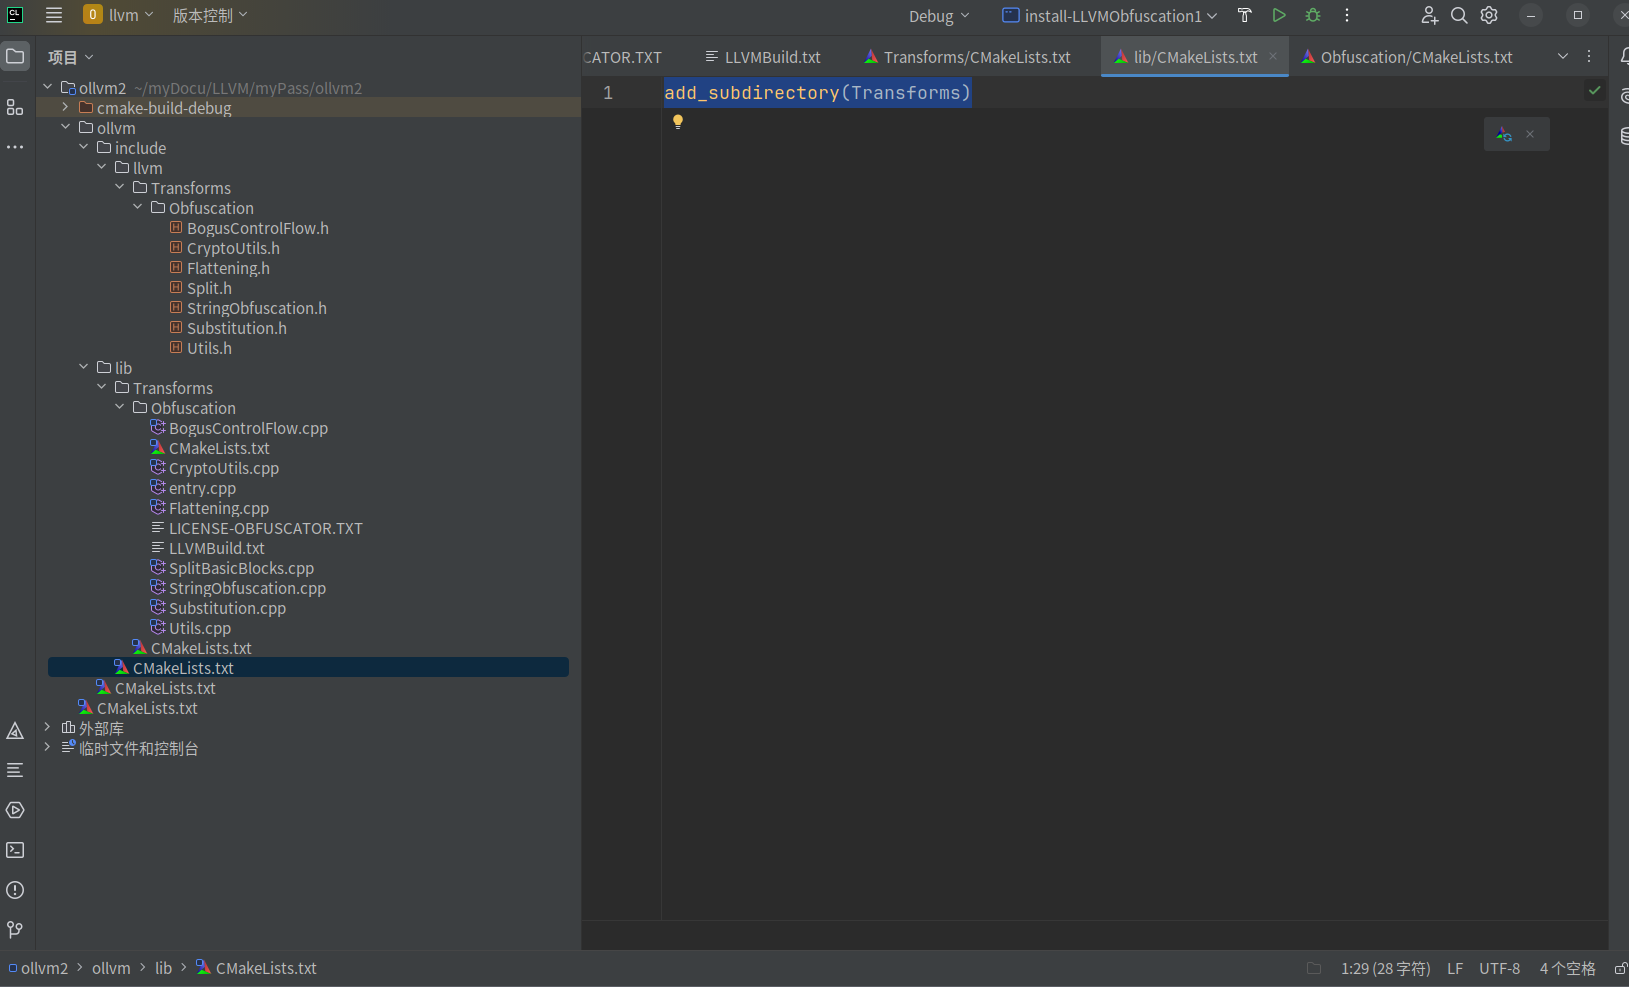 CL
O llvm 版本控制 Debug install-LLVMObfuscation1
项目
CATOR.TXT LLVMBuild.txt Transforms/CMakeLists.txt lib/CMakeLists.txt Obfuscation/CMakeLists.txt
1 add_subdirectory(Transforms)
ollvm2 ~/myDocu/LLVM/myPass/ollvm2
cmake-build-debug
ollvm
include
llvm
Transforms
Obfuscation
H BogusControlFlow.h
H CryptoUtils.h
H Flattening.h
H Split.h
H StringObfuscation.h
H Substitution.h
H Utils.h
lib
Transforms
Obfuscation
BogusControlFlow.cpp
CMakeLists.txt
CryptoUtils.cpp
entry.cpp
Flattening.cpp
LICENSE-OBFUSCATOR.TXT
LLVMBuild.txt
SplitBasicBlocks.cpp
StringObfuscation.cpp
Substitution.cpp
Utils.cpp
CMakeLists.txt
CMakeLists.txt
CMakeLists.txt
CMakeLists.txt
外部库
临时文件和控制台
ollvm2 > ollvm > lib > CMakeLists.txt 1:29 (28 字符) LF UTF-8 4 个空格